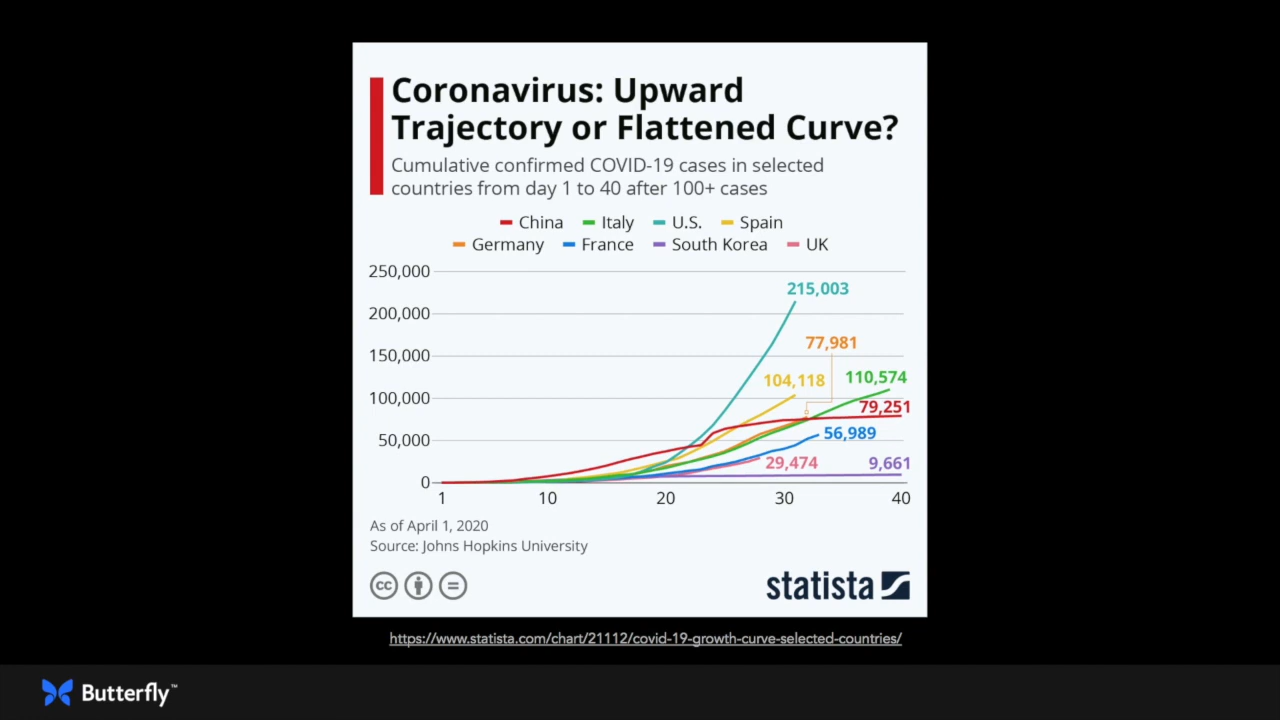 Coronavirus: Upward
Trajectory or Flattened Curve?
Cumulative confirmed COVID-19 cases in selected
countries from day 1 to 40 after 100+ cases
China Italy U.S. Spain
Germany France South Korea UK
250,000
215,003
200,000
77,981
150,000
104,118 110,574
100,000
79,251
50,000
56,989
29,474 9,661
0
1 10 20 30 40
As of April 1, 2020
Source: Johns Hopkins University
cc
statista
https://www.statista.com/chart/21112/covid-19-growth-curve-selected-countries/
Butterfly™